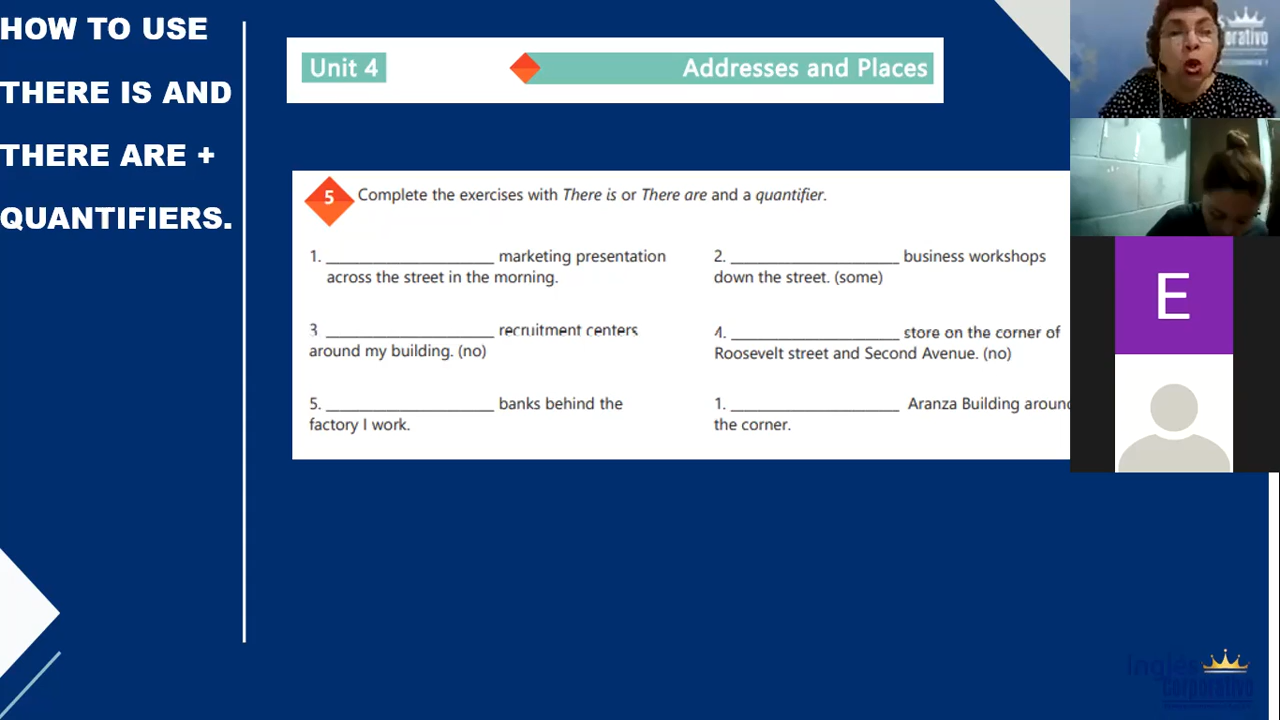 HOW TO USE
THERE IS AND
THERE ARE +
QUANTIFIERS.
Unit 4
Addresses and Places
5
Complete the exercises with There is or There are and a quantifier.
1. ____________________ marketing presentation
across the street in the morning.
2. ____________________ business workshops
down the street. (some)
3 ____________________ recruitment centers
around my building. (no)
4. ____________________ store on the corner of
Roosevelt street and Second Avenue. (no)
5. ____________________ banks behind the
factory I work.
1. ____________________ Aranza Building around
the corner.
E
Inglés
Corporativo